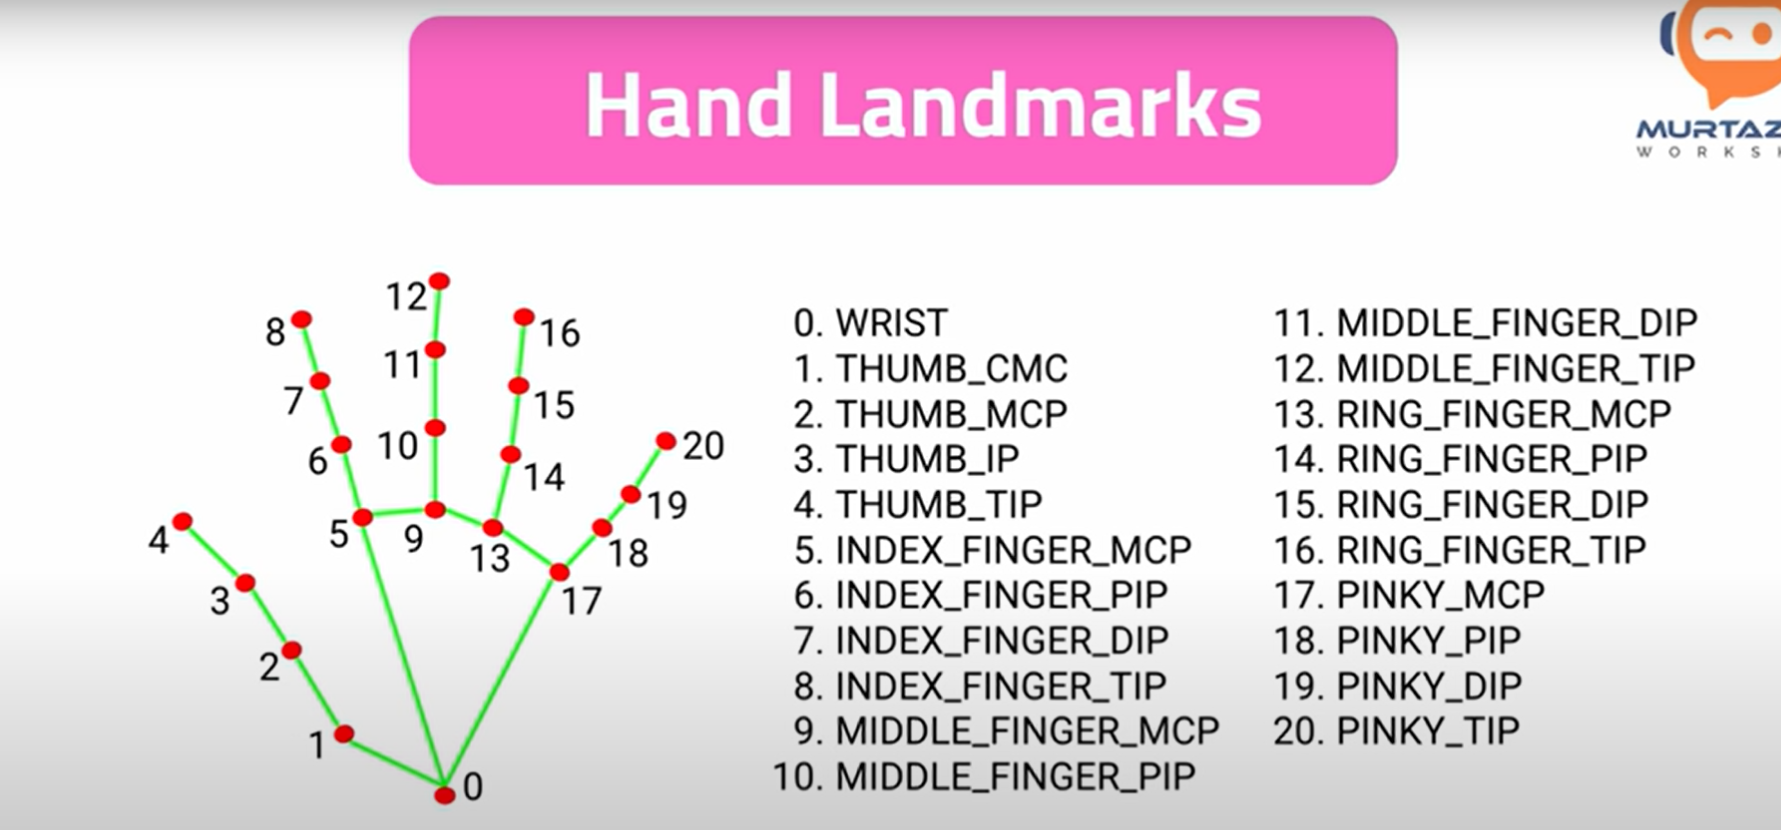 Hand Landmarks
MURTAZ
WORKSH
12
8
16
11
7
15
10
20
6
14
19
4
5
9
13
18
3
17
2
1
0
0. WRIST
1. THUMB_CMC
2. THUMB_MCP
3. THUMB_IP
4. THUMB_TIP
5. INDEX_FINGER_MCP
6. INDEX_FINGER_PIP
7. INDEX_FINGER_DIP
8. INDEX_FINGER_TIP
9. MIDDLE_FINGER_MCP
10. MIDDLE_FINGER_PIP
11. MIDDLE_FINGER_DIP
12. MIDDLE_FINGER_TIP
13. RING_FINGER_MCP
14. RING_FINGER_PIP
15. RING_FINGER_DIP
16. RING_FINGER_TIP
17. PINKY_MCP
18. PINKY_PIP
19. PINKY_DIP
20. PINKY_TIP